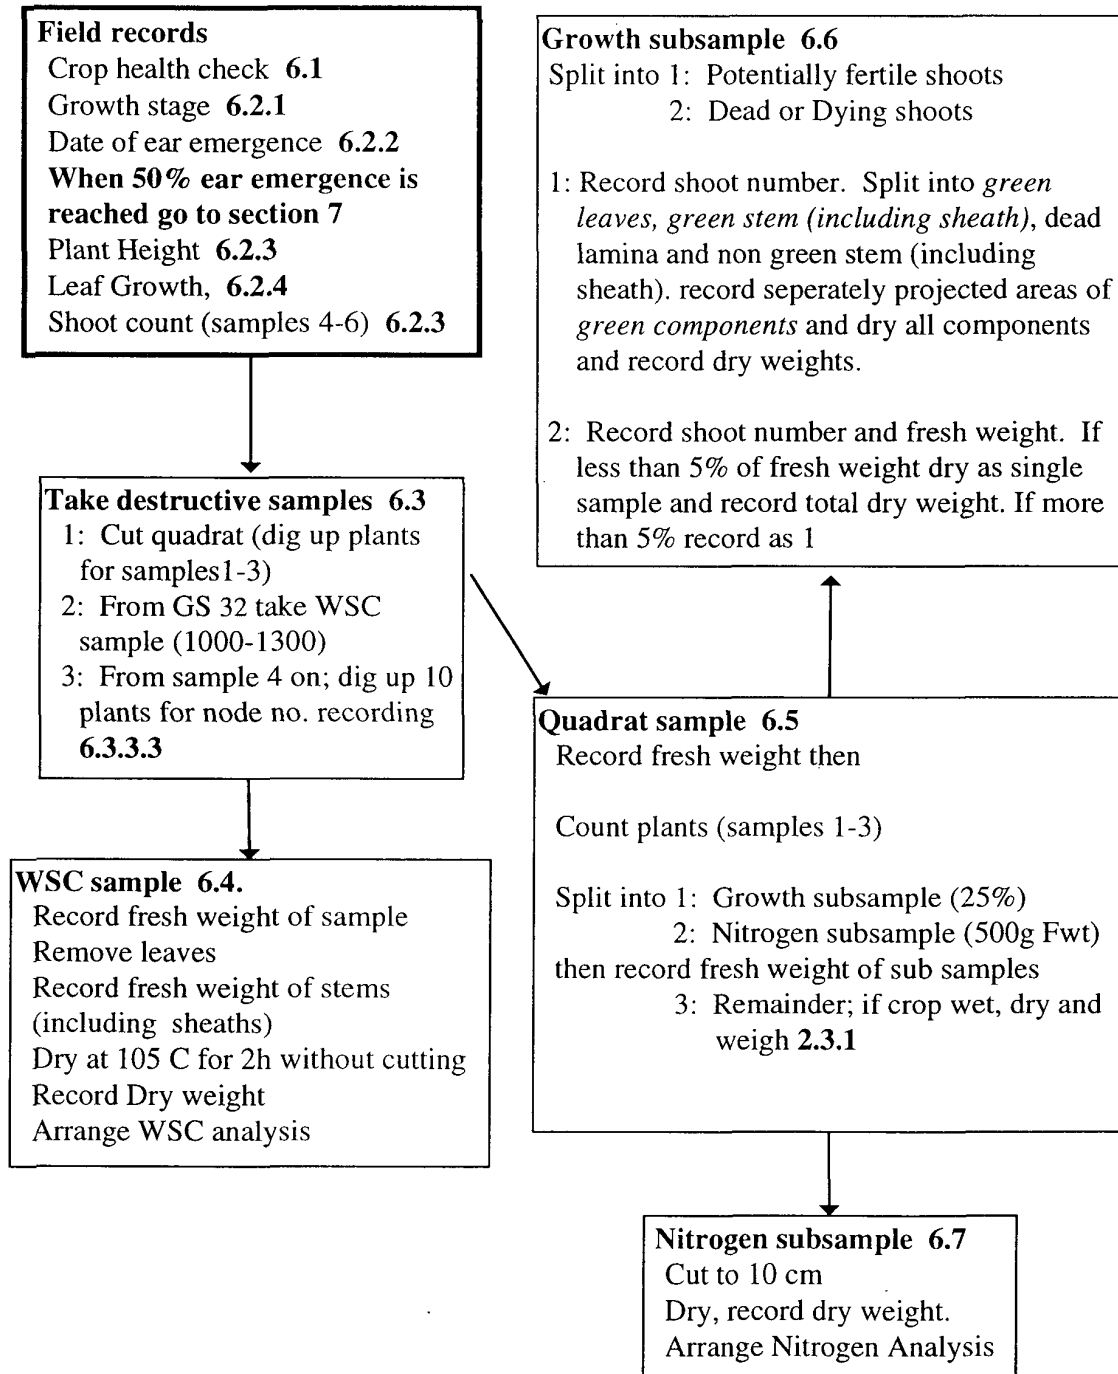 Field records
Crop health check 6.1
Growth stage 6.2.1
Date of ear emergence 6.2.2
When 50% ear emergence is
reached go to section 7
Plant Height 6.2.3
Leaf Growth, 6.2.4
Shoot count (samples 4-6) 6.2.3
Take destructive samples 6.3
1: Cut quadrat (dig up plants
for samples 1-3)
2: From GS 32 take WSC
sample (1000-1300)
3: From sample 4 on; dig up 10
plants for node no. recording
6.3.3.3
WSC sample 6.4.
Record fresh weight of sample
Remove leaves
Record fresh weight of stems
(including sheaths)
Dry at 105 C for 2h without cutting
Record Dry weight
Arrange WSC analysis
Growth subsample 6.6
Split into 1: Potentially fertile shoots
2: Dead or Dying shoots
1: Record shoot number. Split into green
leaves, green stem (including sheath), dead
lamina and non green stem (including
sheath). record seperately projected areas of
green components and dry all components
and record dry weights.
2: Record shoot number and fresh weight. If
less than 5% of fresh weight dry as single
sample and record total dry weight. If more
than 5% record as 1
Quadrat sample 6.5
Record fresh weight then
Count plants (samples 1-3)
Split into 1: Growth subsample (25%)
2: Nitrogen subsample (500g Fwt)
then record fresh weight of sub samples
3: Remainder; if crop wet, dry and
weigh 2.3.1
Nitrogen subsample 6.7
Cut to 10 cm
Dry, record dry weight.
Arrange Nitrogen Analysis